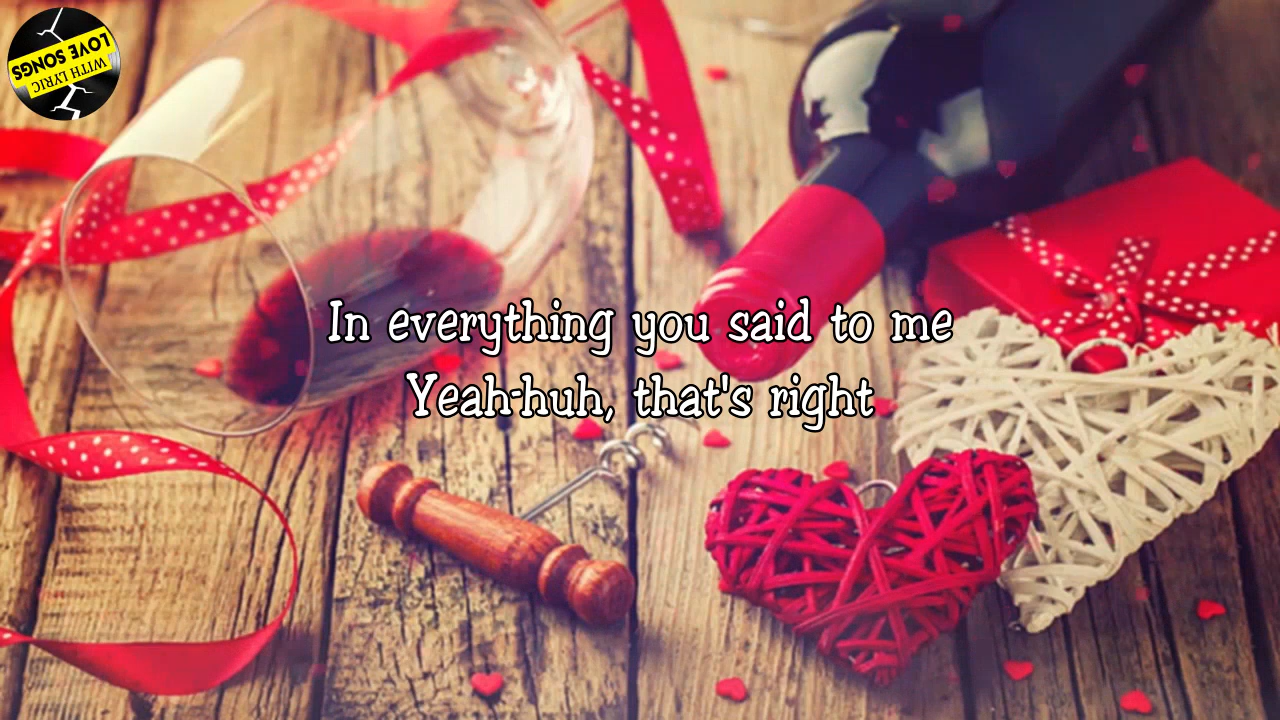 WITH LYRIC
LOVE SONGS
In everything you said to me
Yeah-huh, that's right